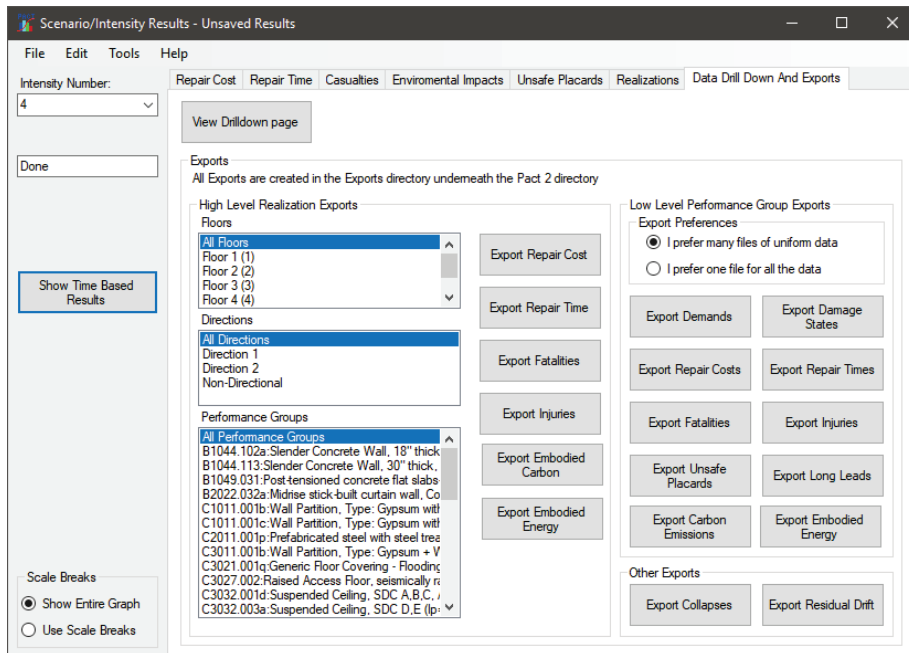 Scenario/Intensity Results - Unsaved Results
File Edit Tools Help
Intensity Number:
4
Done
Show Time Based
Results
Scale Breaks
Show Entire Graph
Use Scale Breaks
Repair Cost Repair Time Casualties Enviromental Impacts Unsafe Placards Realizations Data Drill Down And Exports
View Drilldown page
Exports
All Exports are created in the Exports directory underneath the Pact 2 directory
High Level Realization Exports
Floors
All Floors
Floor 1 (1)
Floor 2 (2)
Floor 3 (3)
Floor 4 (4)
Directions
All Directions
Direction 1
Direction 2
Non-Directional
Performance Groups
All Performance Groups
B1044.102a:Slender Concrete Wall, 18" thick
B1044.113:Slender Concrete Wall, 30" thick,
B1049.031:Post-tensioned concrete flat slabs-
B2022.032a:Midrise stick-built curtain wall, Co
C1011.001b:Wall Partition, Type: Gypsum with
C1011.001c:Wall Partition, Type: Gypsum with
C2011.001p:Prefabricated steel with steel trea
C3011.001b:Wall Partition, Type: Gypsum + W
C3021.001q:Generic Floor Covering - Flooding
C3027.002:Raised Access Floor, seismically ra
C3032.001d:Suspended Ceiling, SDC A,B,C, 
C3032.003a:Suspended Ceiling, SDC D,E (Ip=
Export Repair Cost
Export Repair Time
Export Fatalities
Export Injuries
Export Embodied
Carbon
Export Embodied
Energy
Low Level Performance Group Exports
Export Preferences
I prefer many files of uniform data
I prefer one file for all the data
Export Demands
Export Damage
States
Export Repair Costs
Export Repair Times
Export Fatalities
Export Injuries
Export Unsafe
Placards
Export Long Leads
Export Carbon
Emissions
Export Embodied
Energy
Other Exports
Export Collapses
Export Residual Drift